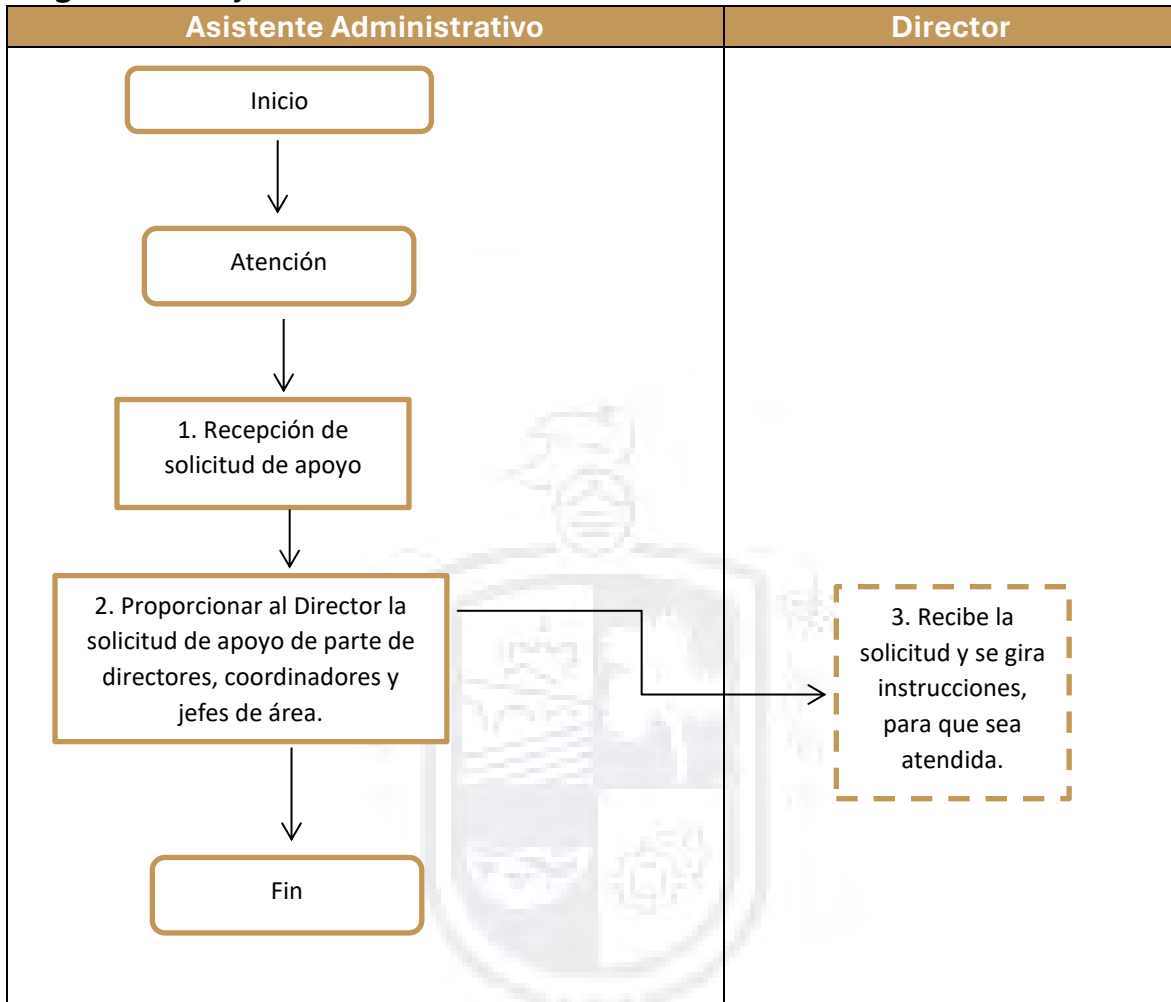 Asistente Administrativo
Director
Inicio
Atención
1. Recepción de
solicitud de apoyo
2. Proporcionar al Director la
solicitud de apoyo de parte de
directores, coordinadores y
jefes de área.
3. Recibe la
solicitud y se gira
instrucciones,
para que sea
atendida.
Fin